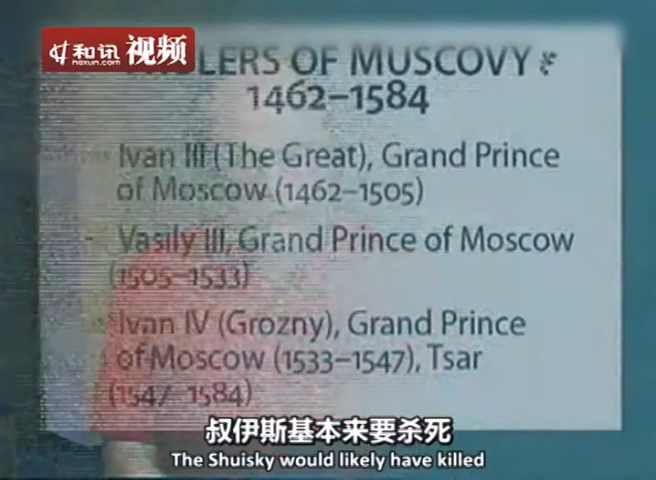 和讯 视频
hexun.com
LERS OF MUSCOVY
1462–1584
Ivan III (The Great), Grand Prince
of Moscow (1462–1505)
Vasily III, Grand Prince of Moscow
(1505–1533)
Ivan IV (Grozny), Grand Prince
of Moscow (1533–1547), Tsar
(1547–1584)
叔伊斯基本来要杀死
The Shuisky would likely have killed